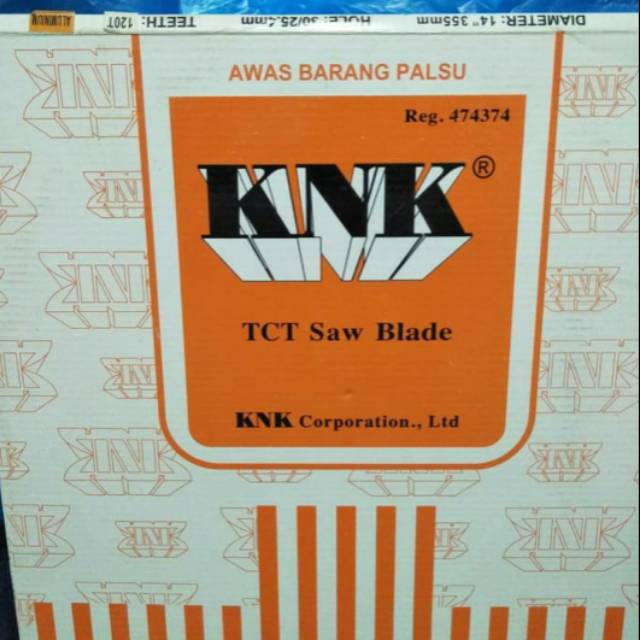 DIAMETER: 14" 355mm HOLE: 30/25,4mm TEETH: 120T ALUMINIUM
AWAS BARANG PALSU
Reg. 474374
KNK®
TCT Saw Blade
KNK Corporation., Ltd